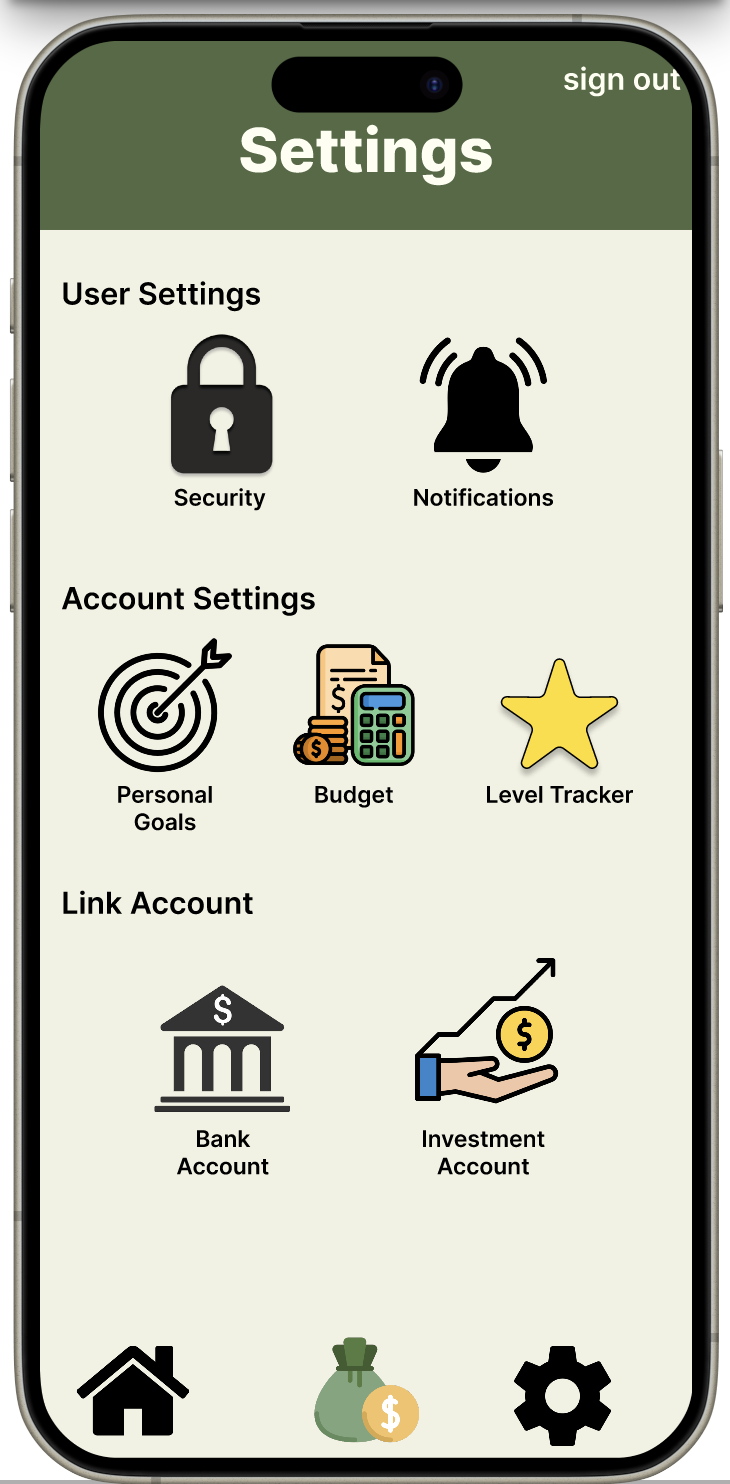 sign out
Settings
User Settings
Security
Notifications
Account Settings
$
$
Personal
Goals
Budget
Level Tracker
Link Account
$
$
Bank
Account
Investment
Account
$